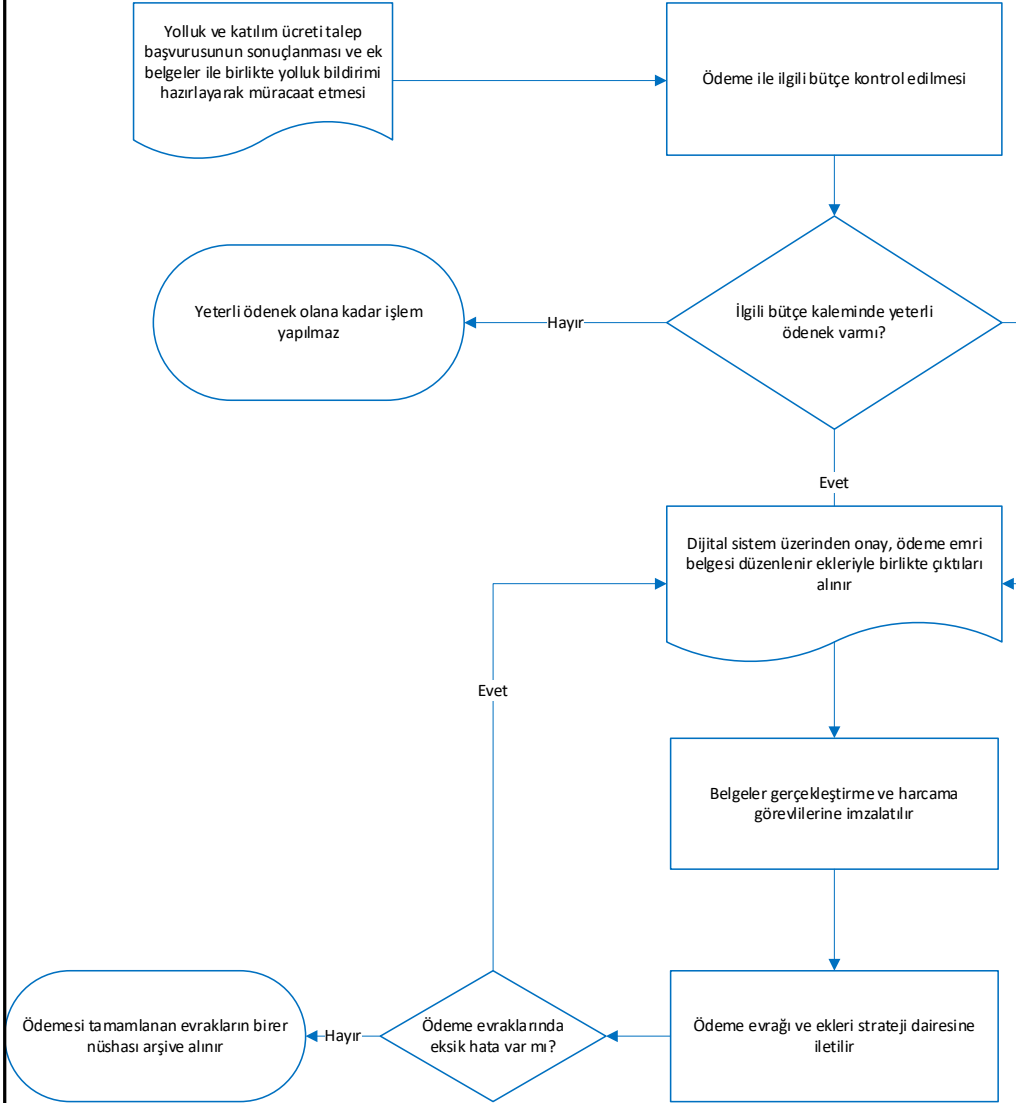 Yolluk ve katılım ücreti talep
başvurusunun sonuçlanması ve ek
belgeler ile birlikte yolluk bildirimi
hazırlayarak müracaat etmesi
Ödeme ile ilgili bütçe kontrol edilmesi
Yeterli ödenek olana kadar işlem
yapılmaz
Hayır
İlgili bütçe kaleminde yeterli
ödenek varmı?
Evet
Dijital sistem üzerinden onay, ödeme emri
belgesi düzenlenir ekleriyle birlikte çıktıları
alınır
Evet
Belgeler gerçekleştirme ve harcama
görevlilerine imzalatılır
Ödemesi tamamlanan evrakların birer
nüshası arşive alınır
Hayır
Ödeme evraklarında
eksik hata var mı?
Ödeme evrağı ve ekleri strateji dairesine
iletilir